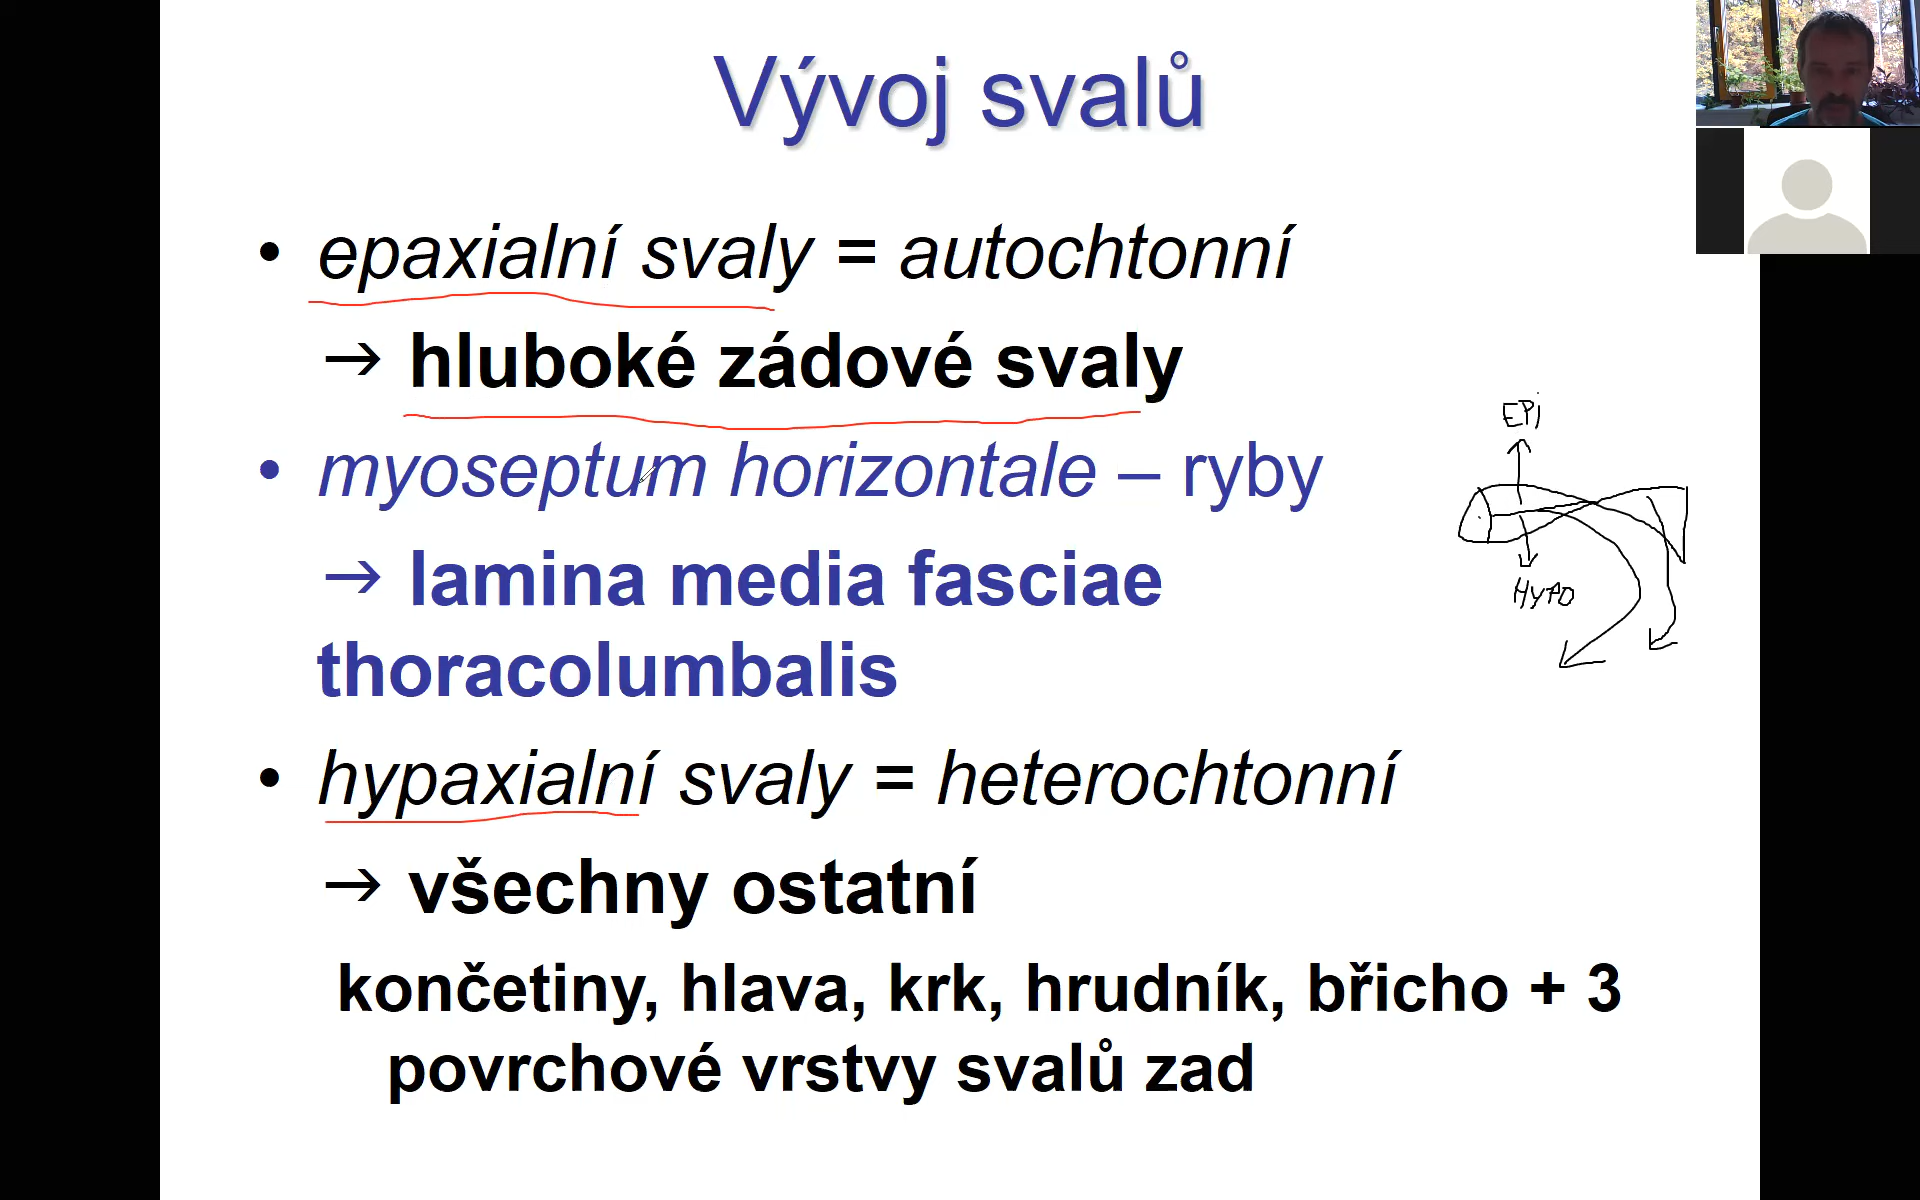 Vývoj svalů
• epaxialní svaly = autochtonní
→ hluboké zádové svaly
• myoseptum horizontale – ryby
→ lamina media fasciae
thoracolumbalis
• hypaxialní svaly = heterochtonní
→ všechny ostatní
končetiny, hlava, krk, hrudník, břicho + 3
povrchové vrstvy svalů zad
EPi
HYPO